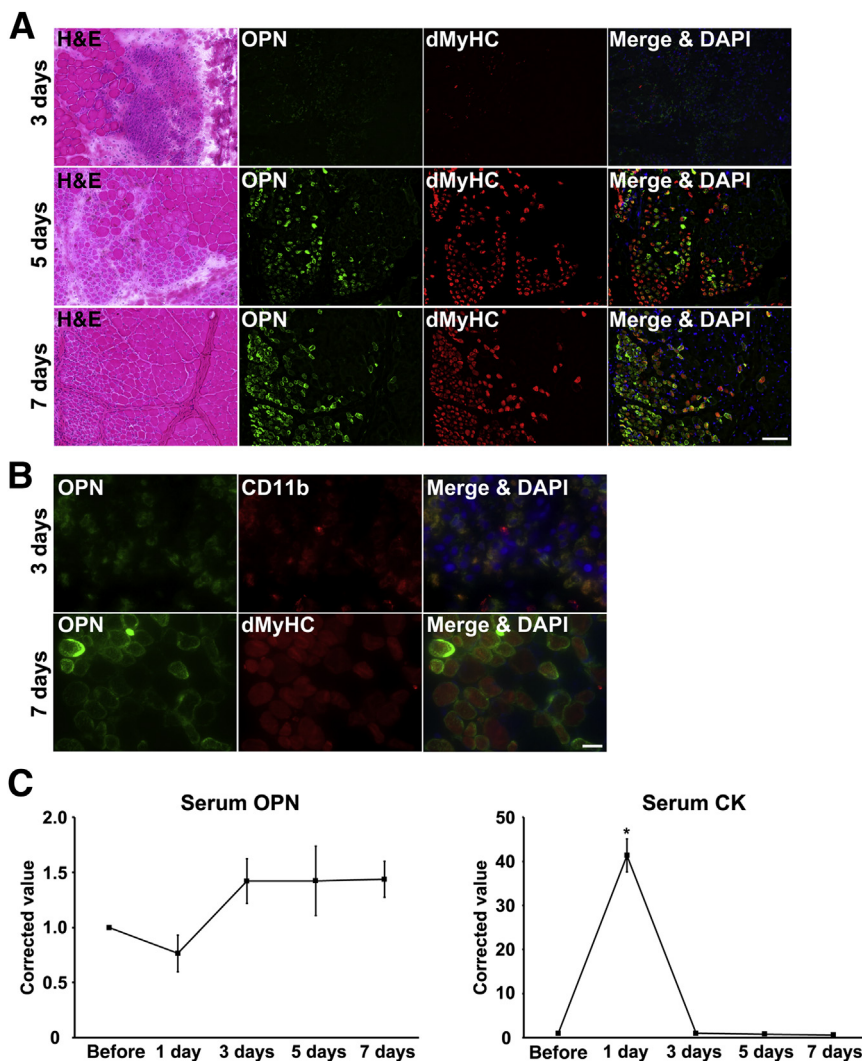 A
H&E OPN dMyHC Merge & DAPI
3 days
H&E OPN dMyHC Merge & DAPI
5 days
H&E OPN dMyHC Merge & DAPI
7 days
B
OPN CD11b Merge & DAPI
3 days
OPN dMyHC Merge & DAPI
7 days
C
Serum OPN
2.0
1.5
1.0
0.5
0
Corrected value
Before 1 day 3 days 5 days 7 days
Serum CK
50
40
30
20
10
0
Corrected value
*
Before 1 day 3 days 5 days 7 days